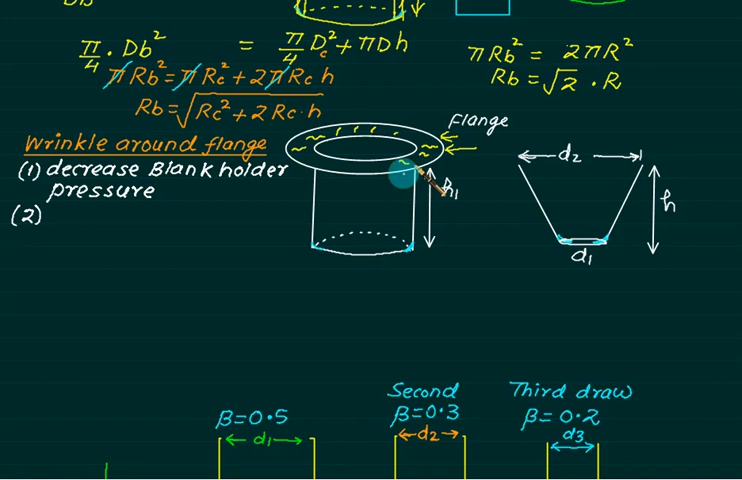 π/4 . Db² = π/4 Dc² + πDh
πRb² = πRc² + 2πRc h
Rb = √Rc² + 2Rc.h
πRb² = 2πR²
Rb = √2 . R
Wrinkle around flange
(1) decrease Blank holder
pressure
(2)
Flange
h1
d2
h
d1
β=0.5
d1
Second
β=0.3
d2
Third draw
β=0.2
d3